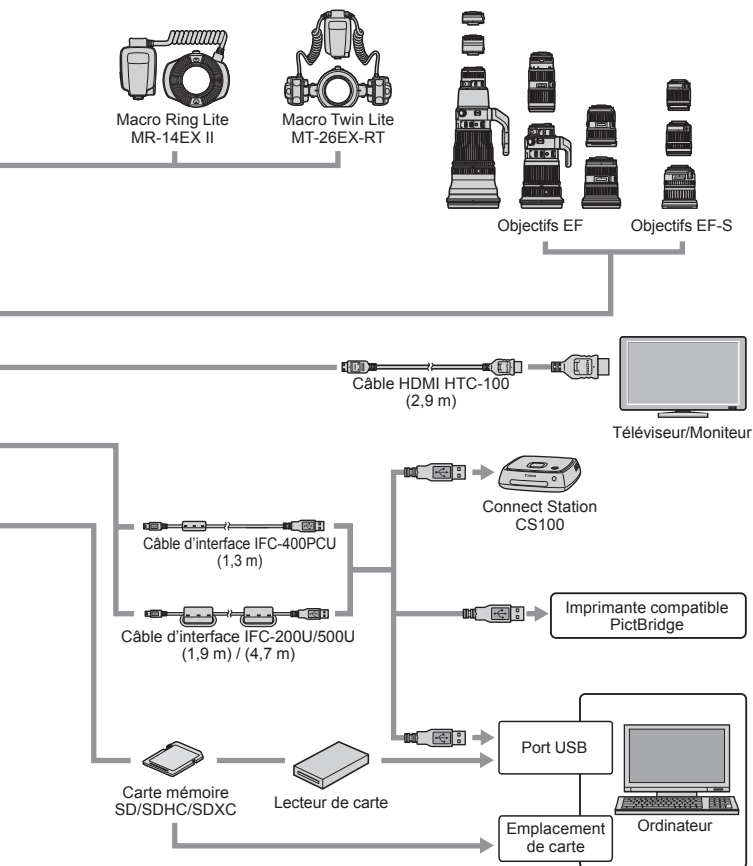 Macro Ring Lite
MR-14EX II
Macro Twin Lite
MT-26EX-RT
Objectifs EF
Objectifs EF-S
Câble HDMI HTC-100
(2,9 m)
Téléviseur/Moniteur
Connect Station
CS100
Câble d’interface IFC-400PCU
(1,3 m)
Imprimante compatible
PictBridge
Câble d’interface IFC-200U/500U
(1,9 m) / (4,7 m)
Port USB
Carte mémoire
SD/SDHC/SDXC
Lecteur de carte
Ordinateur
Emplacement
de carte